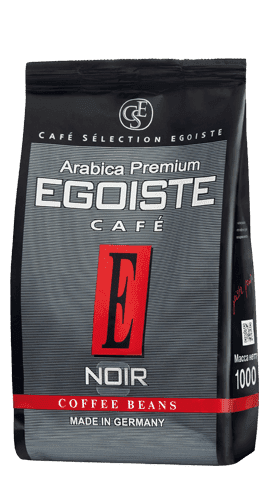 CSE
CAFÉ SÉLECTION EGOISTE
Arabica Premium
EGOISTE
CAFÉ
E
NOIR
COFFEE BEANS
MADE IN GERMANY
Масса нетто
1000